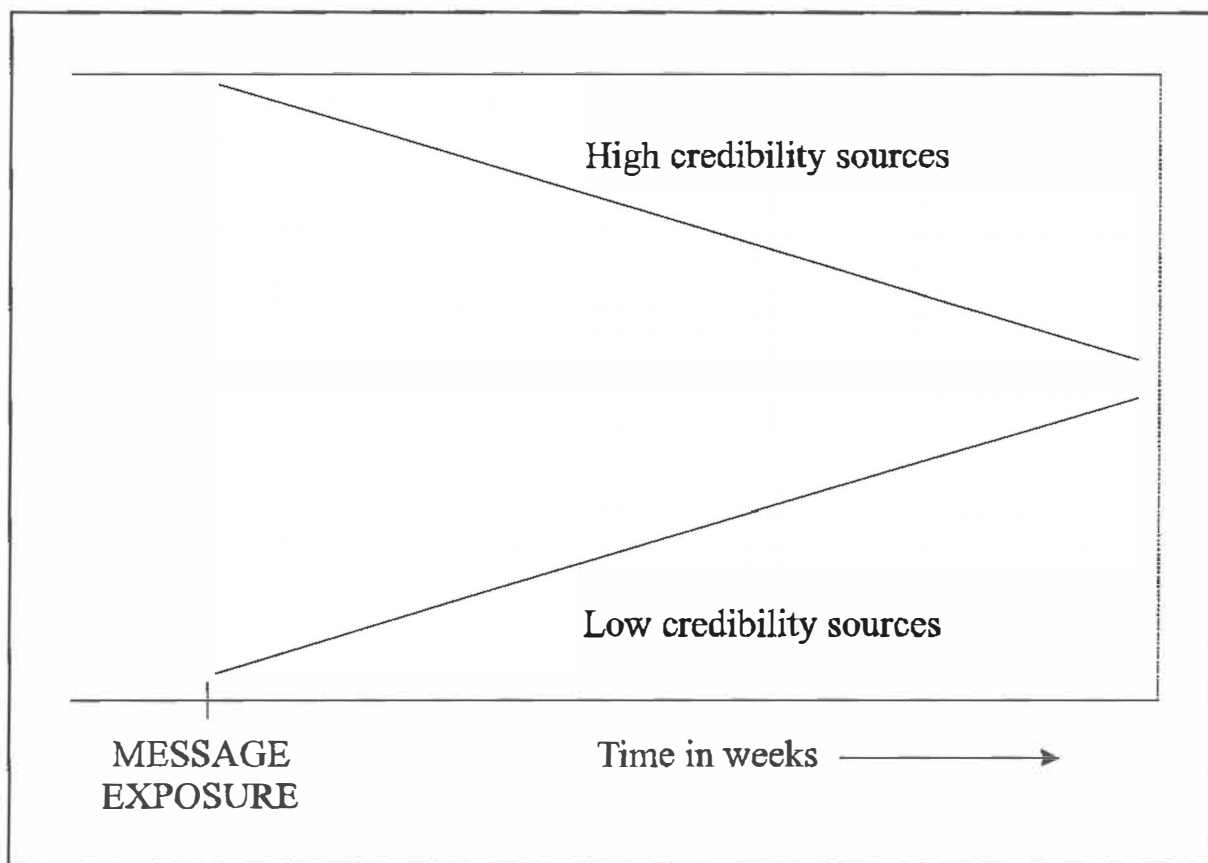 High credibility sources
Low credibility sources
MESSAGE
EXPOSURE
Time in weeks